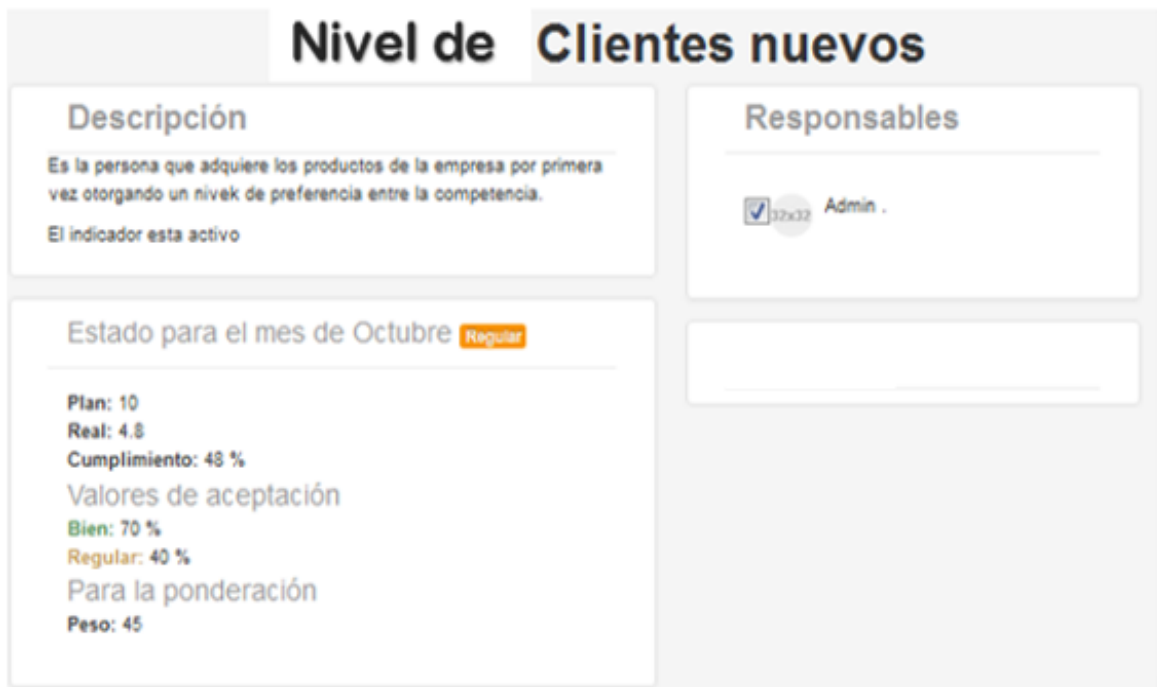 Nivel de Clientes nuevos
Descripción
Es la persona que adquiere los productos de la empresa por primera
vez otorgando un nivek de preferencia entre la competencia.
El indicador esta activo
Responsables
32x32 Admin .
Estado para el mes de Octubre Regular
Plan: 10
Real: 4.8
Cumplimiento: 48 %
Valores de aceptación
Bien: 70 %
Regular: 40 %
Para la ponderación
Peso: 45